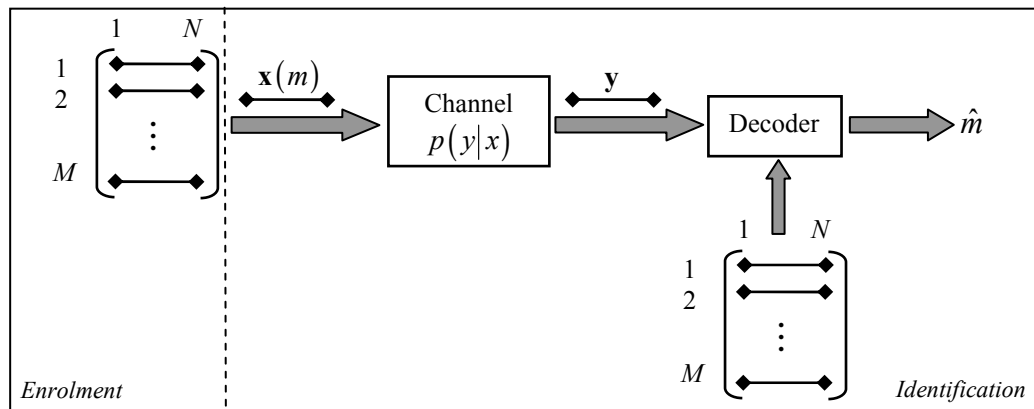 1 N
1
2
⋮
M
x(m)
Channel
p(y|x)
y
Decoder
m̂
1 N
1
2
⋮
M
Enrolment
Identification